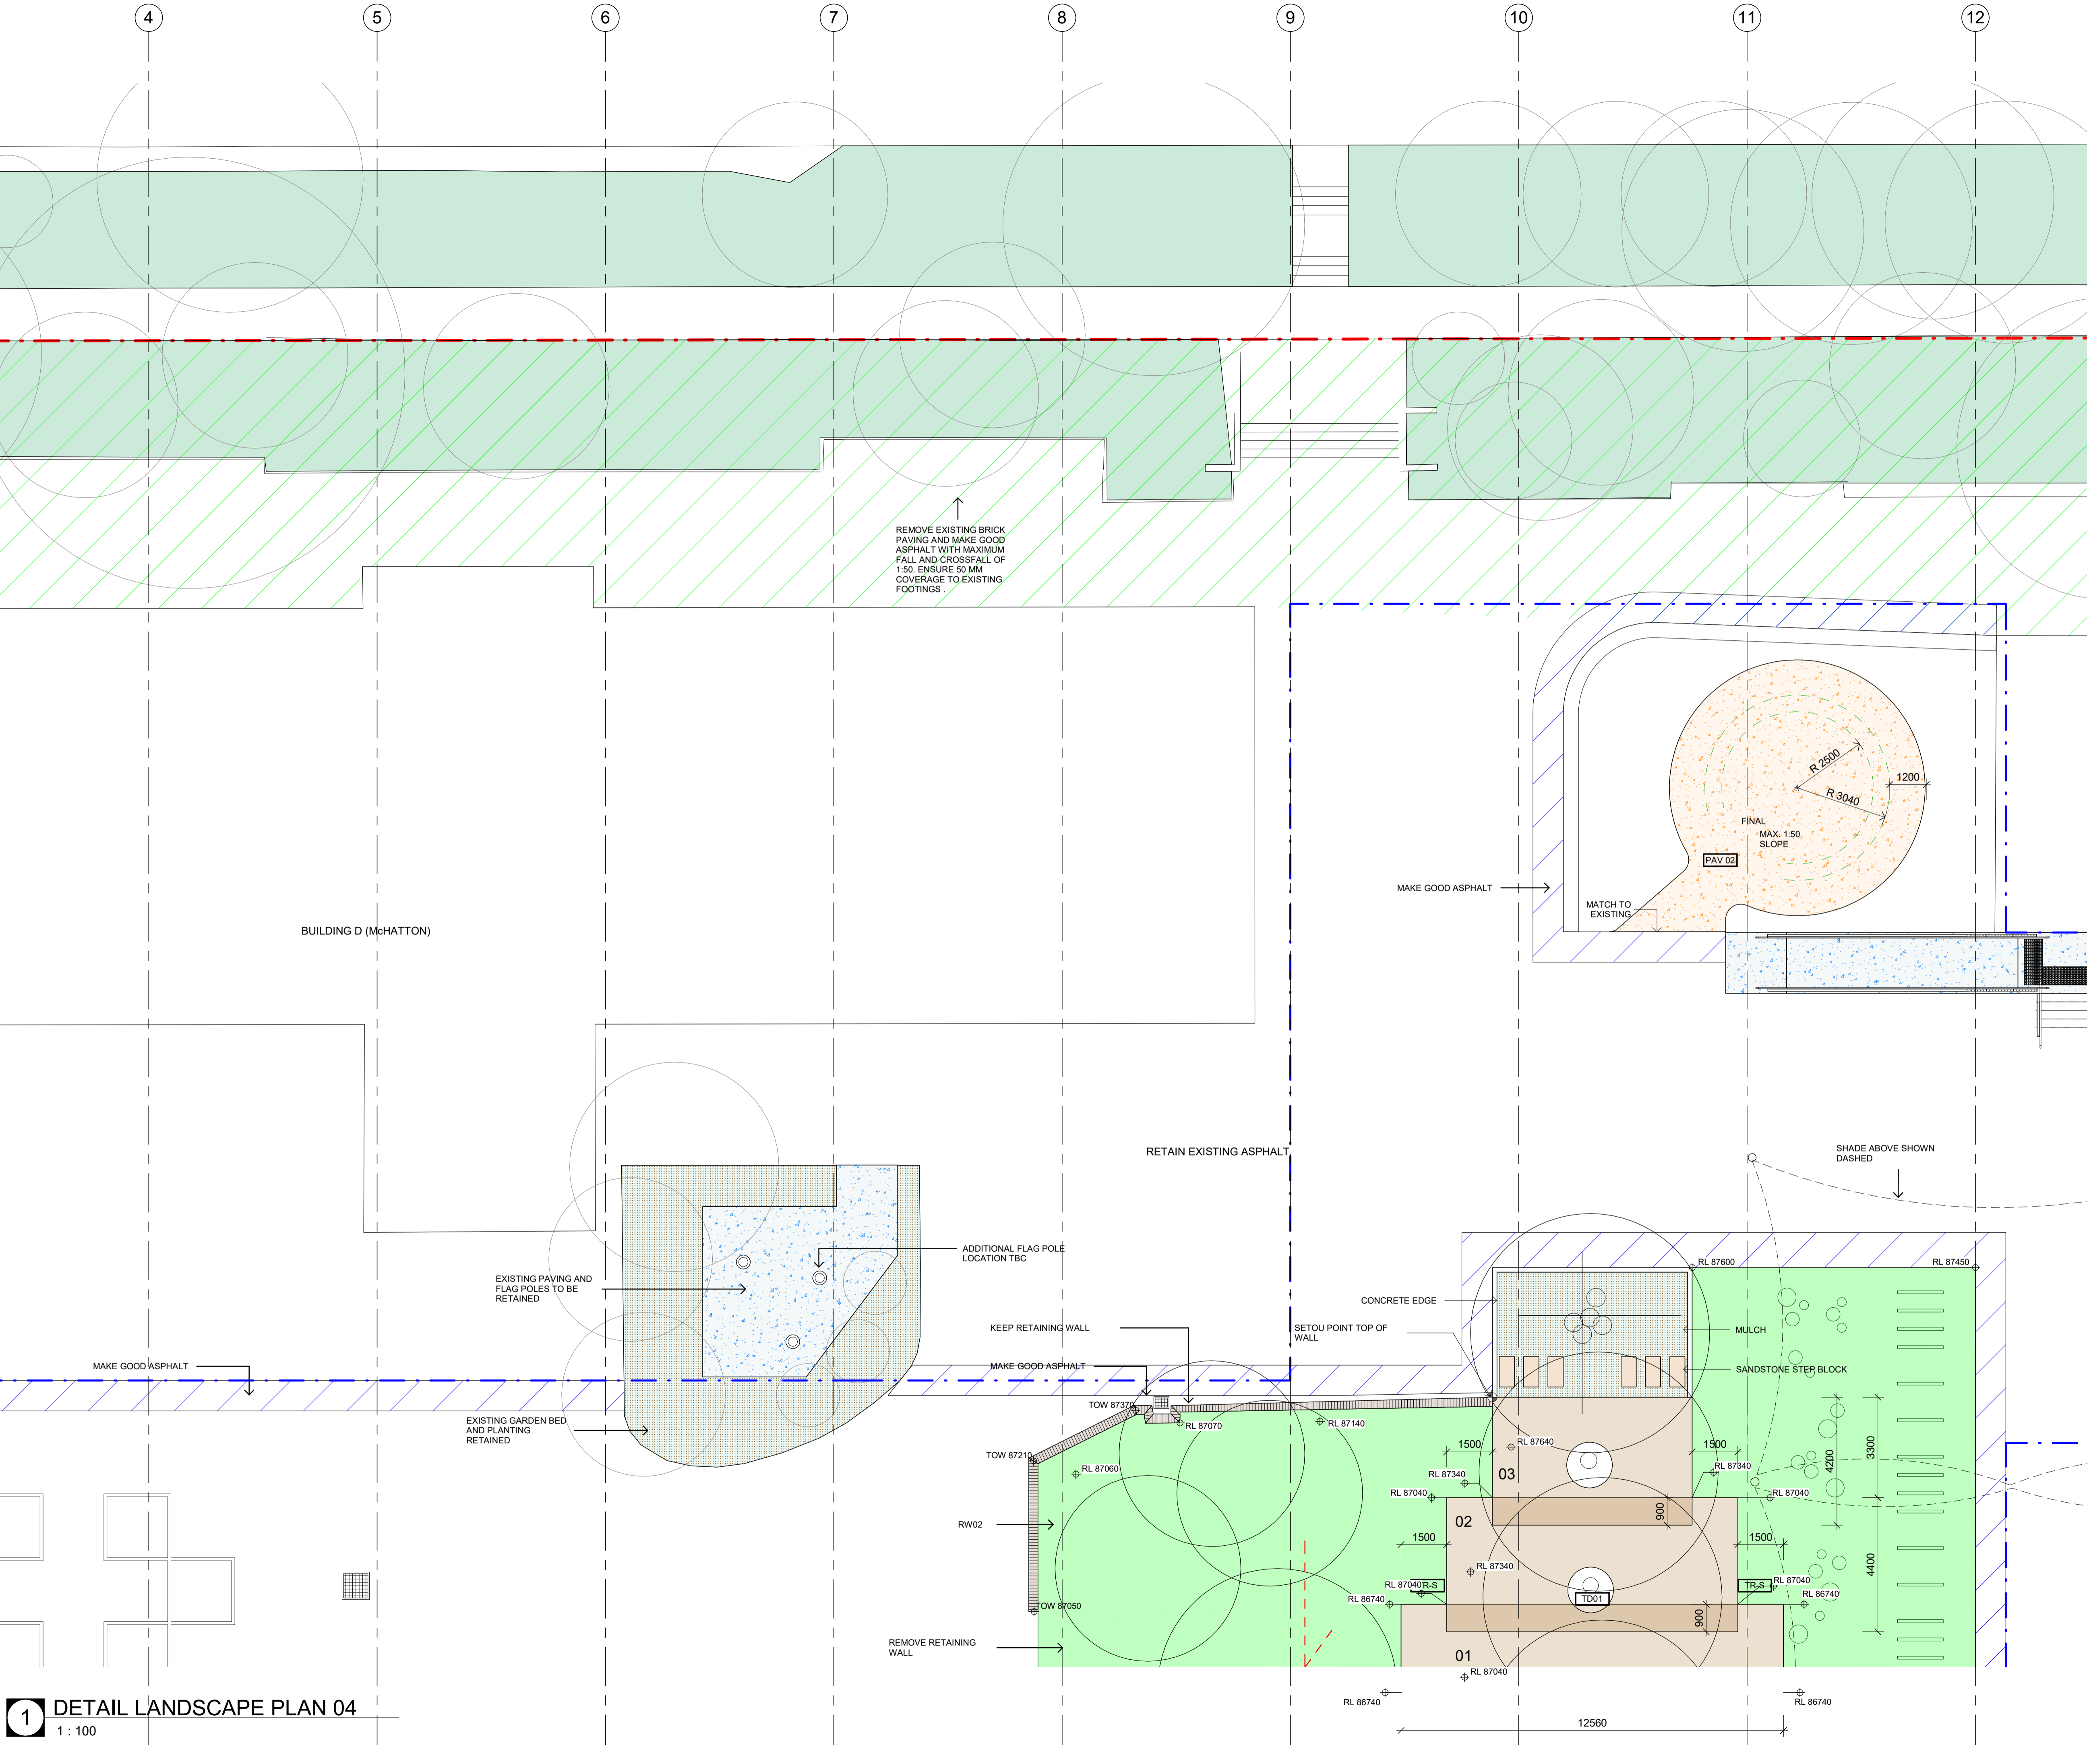 4
5
6
7
8
9
10
11
12
REMOVE EXISTING BRICK
PAVING AND MAKE GOOD
ASPHALT WITH MAXIMUM
FALL AND CROSSFALL OF
1:50. ENSURE 50 MM
COVERAGE TO EXISTING
FOOTINGS .
R 2500
1200
R 3040
FINAL
MAX. 1:50
SLOPE
PAV 02
MAKE GOOD ASPHALT
MATCH TO
EXISTING
BUILDING D (McHATTON)
RETAIN EXISTING ASPHALT
SHADE ABOVE SHOWN
DASHED
ADDITIONAL FLAG POLE
LOCATION TBC
EXISTING PAVING AND
FLAG POLES TO BE
RETAINED
RL 87600
RL 87450
CONCRETE EDGE
KEEP RETAINING WALL
SETOU POINT TOP OF
WALL
MULCH
MAKE GOOD ASPHALT
MAKE GOOD ASPHALT
SANDSTONE STEP BLOCK
TOW 87370
EXISTING GARDEN BED
AND PLANTING
RETAINED
RL 87070
RL 87140
1500
RL 87640
1500
4200
3300
TOW 87210
RL 87060
RL 87340
03
RL 87340
RL 87040
RL 87040
900
RW02
02
1500
1500
4400
RL 87340
RL 87040
TR-S
TR-S
RL 87040
RL 86740
TD01
RL 86740
TOW 87050
900
REMOVE RETAINING
WALL
01
RL 87040
RL 86740
RL 86740
12560
1
DETAIL LANDSCAPE PLAN 04
1 : 100